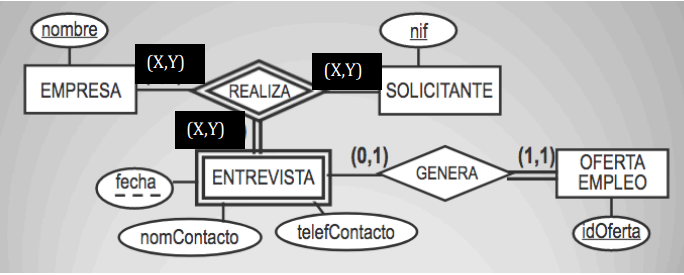 nombre
nif
(X,Y)
(X,Y)
EMPRESA
REALIZA
SOLICITANTE
(X,Y)
(0,1)
(1,1)
fecha
ENTREVISTA
GENERA
OFERTA
EMPLEO
nomContacto
telefContacto
idOferta